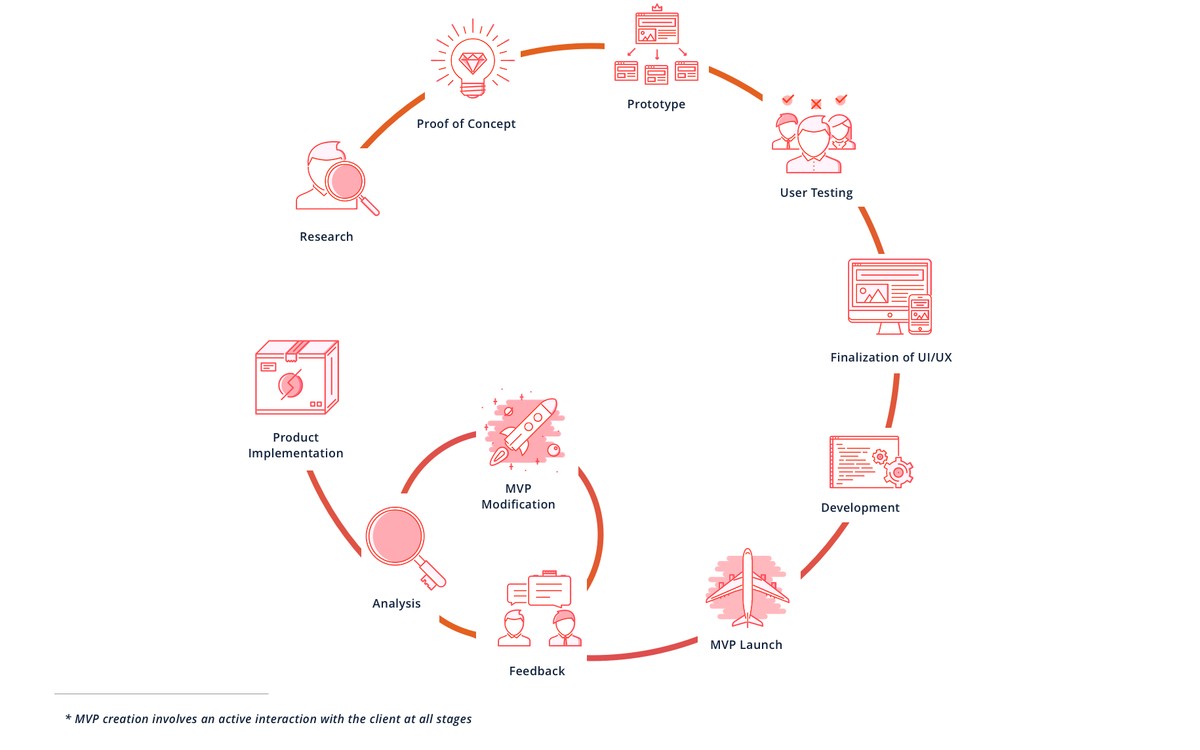 Research
Proof of Concept
Prototype
User Testing
Finalization of UI/UX
Development
MVP Launch
Feedback
Analysis
MVP
Modification
Product
Implementation
* MVP creation involves an active interaction with the client at all stages